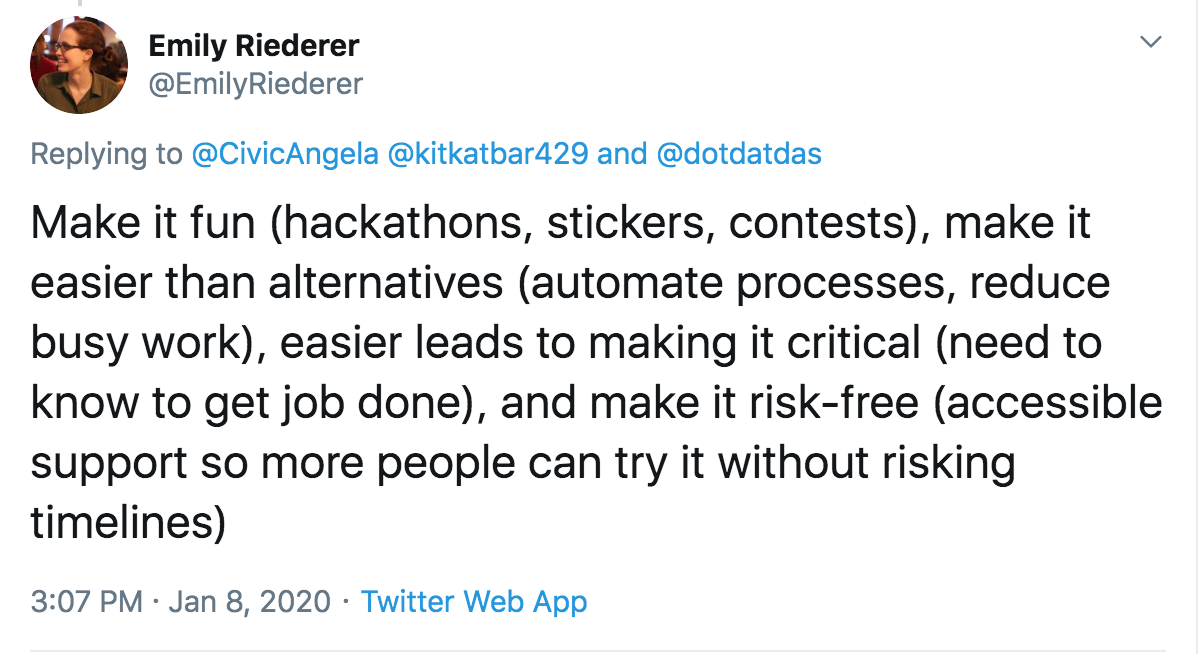 Emily Riederer
@EmilyRiederer
Replying to @CivicAngela @kitkatbar429 and @dotdatdas
Make it fun (hackathons, stickers, contests), make it
easier than alternatives (automate processes, reduce
busy work), easier leads to making it critical (need to
know to get job done), and make it risk-free (accessible
support so more people can try it without risking
timelines)
3:07 PM · Jan 8, 2020 · Twitter Web App